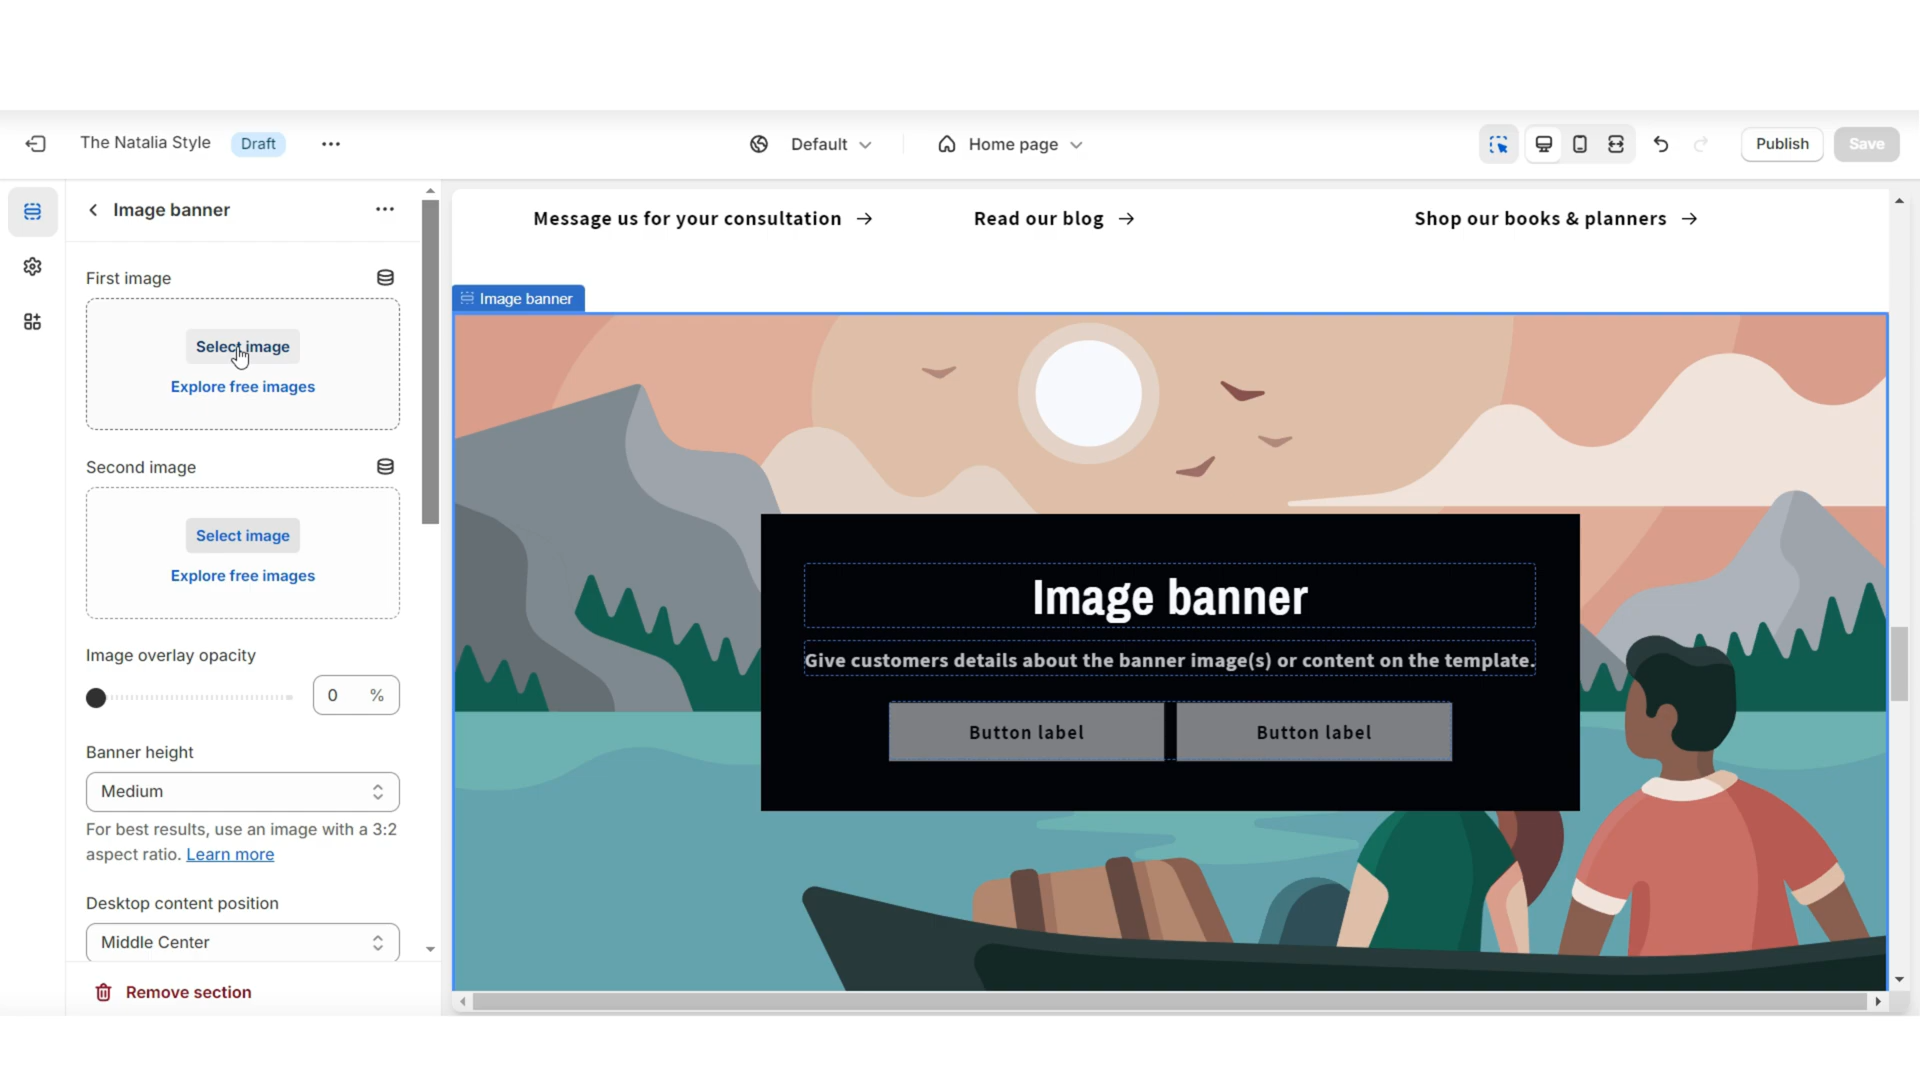 The Natalia Style
Draft
Default
Home page
Publish
Save
Image banner
First image
Select image
Explore free images
Second image
Select image
Explore free images
Image overlay opacity
0 %
Banner height
Medium
For best results, use an image with a 3:2
aspect ratio. Learn more
Desktop content position
Middle Center
Remove section
Message us for your consultation →
Read our blog →
Shop our books & planners →
Image banner
Image banner
Give customers details about the banner image(s) or content on the template.
Button label
Button label